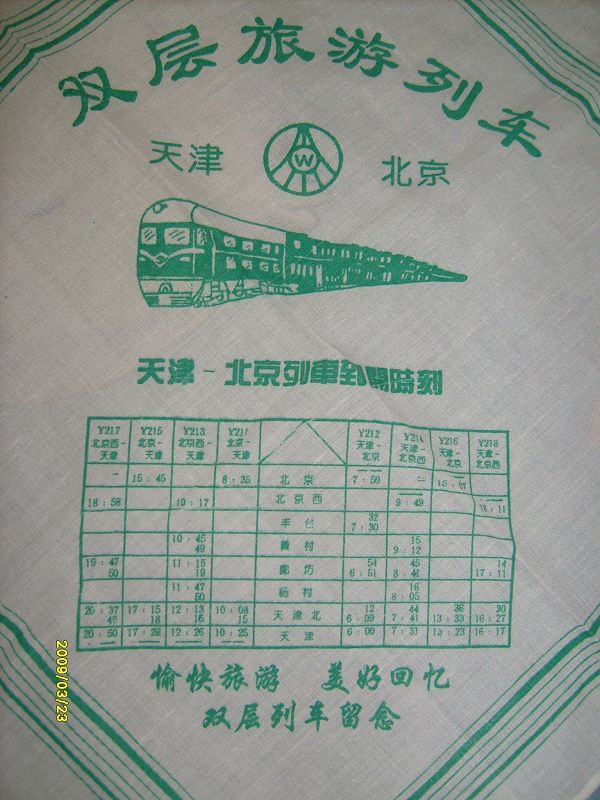 双层旅游列车
天津 W 北京
天津-北京列車到開時刻
Y217 Y215 Y213 Y212 Y214 Y216 Y218
北京西-天津 北京-天津 北京西-天津 北京-天津 天津-北京 天津-北京西 天津-北京 天津-北京西
15:45 8:35 北京 7:50
18:58 10:17 北京西 9:49
丰台 32 7:30
10:45 49 黄村 15 9:12
19:47 50 11:15 19 廊坊 54 6:51 45 14 17:11
11:47 50 杨村 16 8:05
20:37 17:15 18 12:13 16 10:08 15 天津北 12 6:09 44 7:41 36 13:33 30 16:27
20:50 17:28 12:26 10:25 天津 6:00 7:31 13:23 16:17
愉快旅游 美好回忆
双层列车留念
2009/03/23